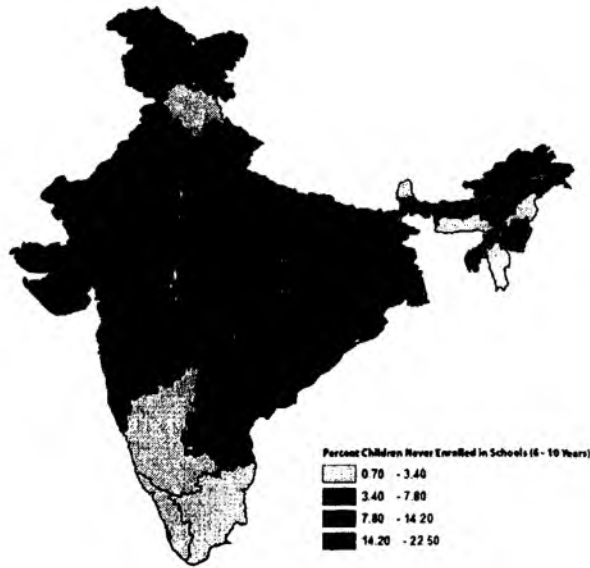 Percent Children Never Enrolled in Schools (6 - 10 Years)
0.70 - 3.40
3.40 - 7.80
7.80 - 14.20
14.20 - 22.50